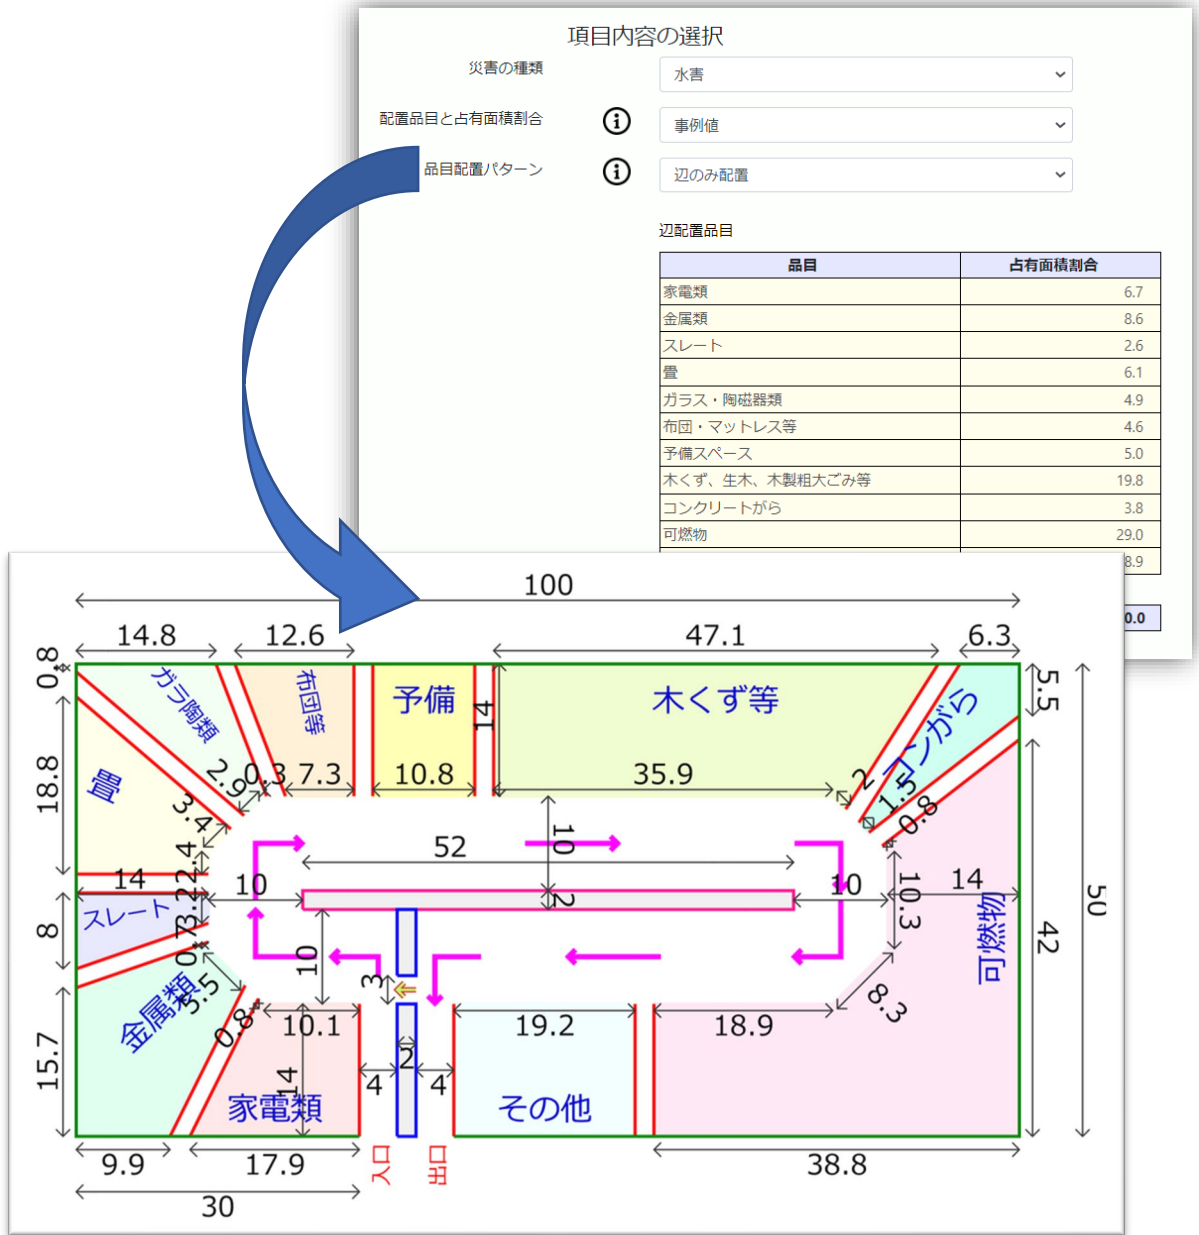 項目内容の選択
災害の種類
水害
配置品目と占有面積割合
事例値
品目配置パターン
辺のみ配置
辺配置品目
品目 占有面積割合
家電類 6.7
金属類 8.6
スレート 2.6
畳 6.1
ガラス・陶磁器類 4.9
布団・マットレス等 4.6
予備スペース 5.0
木くず、生木、木製粗大ごみ等 19.8
コンクリートがら 3.8
可燃物 29.0
8.9
0.0
100
14.8 12.6 47.1 6.3
0.8
ガラ陶類
布団等
予備
木くず等
コンがら
5.5
14
18.8
畳
2.9
0.3
7.3
10.8
35.9
2
1.5
0.8
3.4
2.4
52
10
14
10
2
10
10.3
14
50
スレート
3.2
8
0.7
可燃物
42
10
3
金属類
5.5
8.3
0.8
10.1
19.2
18.9
15.7
14
2
4
4
家電類
その他
9.9
17.9
入口
出口
38.8
30